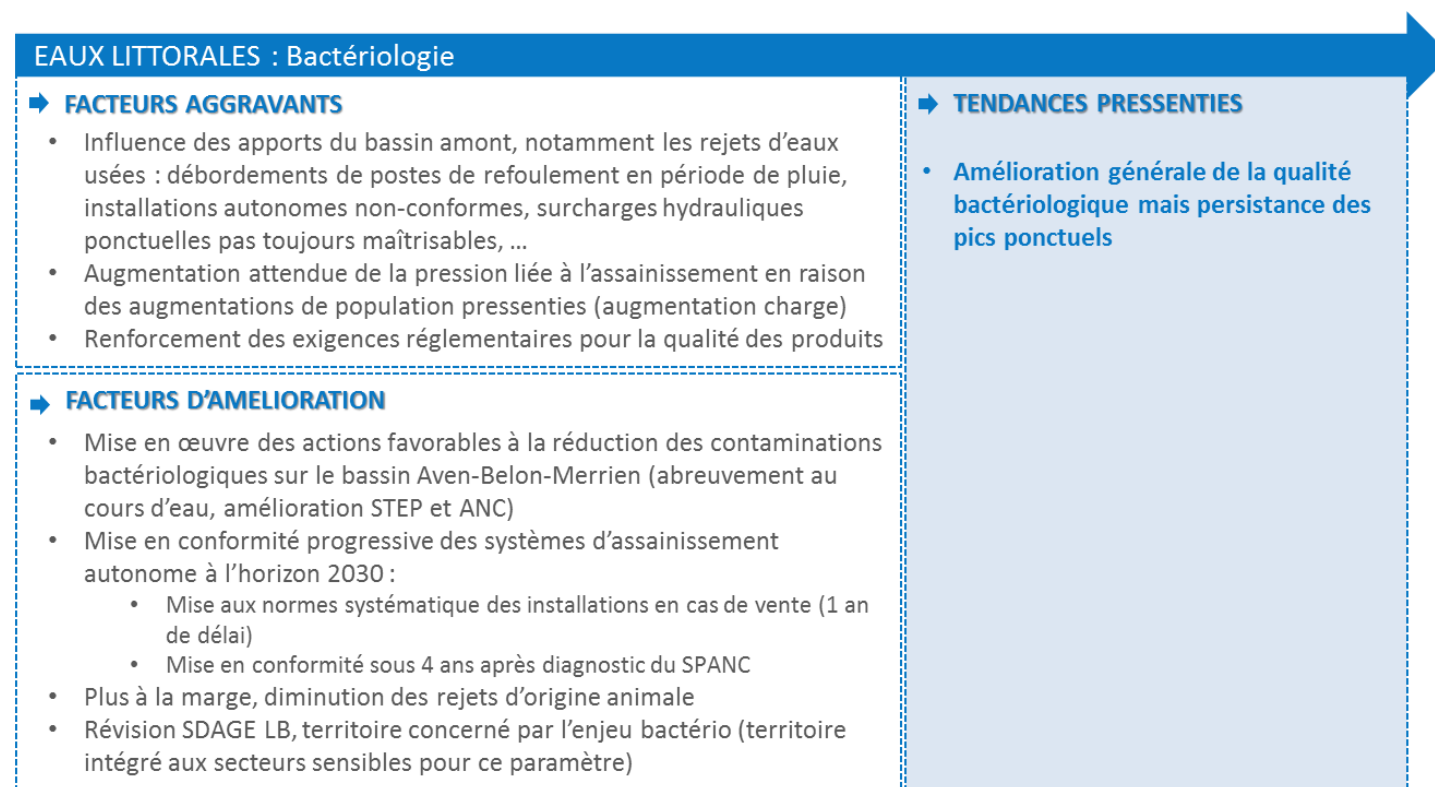 EAUX LITTORALES : Bactériologie
FACTEURS AGGRAVANTS
• Influence des apports du bassin amont, notamment les rejets d’eaux
usées : débordements de postes de refoulement en période de pluie,
installations autonomes non-conformes, surcharges hydrauliques
ponctuelles pas toujours maîtrisables, …
• Augmentation attendue de la pression liée à l’assainissement en raison
des augmentations de population pressenties (augmentation charge)
• Renforcement des exigences réglementaires pour la qualité des produits
FACTEURS D’AMELIORATION
• Mise en œuvre des actions favorables à la réduction des contaminations
bactériologiques sur le bassin Aven-Belon-Merrien (abreuvement au
cours d’eau, amélioration STEP et ANC)
• Mise en conformité progressive des systèmes d’assainissement
autonome à l’horizon 2030 :
• Mise aux normes systématique des installations en cas de vente (1 an
de délai)
• Mise en conformité sous 4 ans après diagnostic du SPANC
• Plus à la marge, diminution des rejets d’origine animale
• Révision SDAGE LB, territoire concerné par l’enjeu bactério (territoire
intégré aux secteurs sensibles pour ce paramètre)
TENDANCES PRESSENTIES
• Amélioration générale de la qualité
bactériologique mais persistance des
pics ponctuels